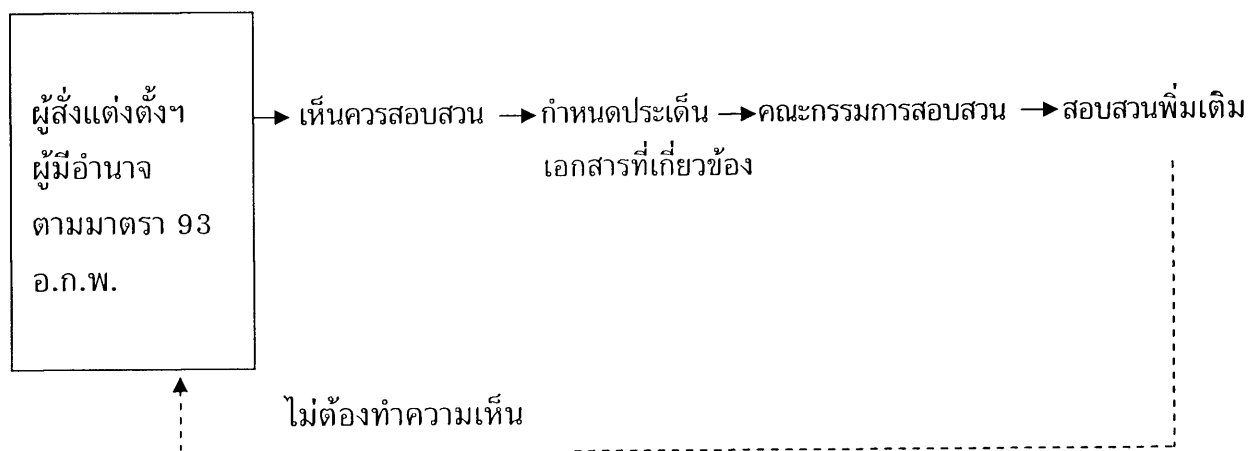 ผู้สั่งแต่งตั้งฯ
ผู้มีอำนาจ
ตามมาตรา 93
อ.ก.พ.
เห็นควรสอบสวน
กำหนดประเด็น
เอกสารที่เกี่ยวข้อง
คณะกรรมการสอบสวน
สอบสวนพิ่มเติม
ไม่ต้องทำความเห็น